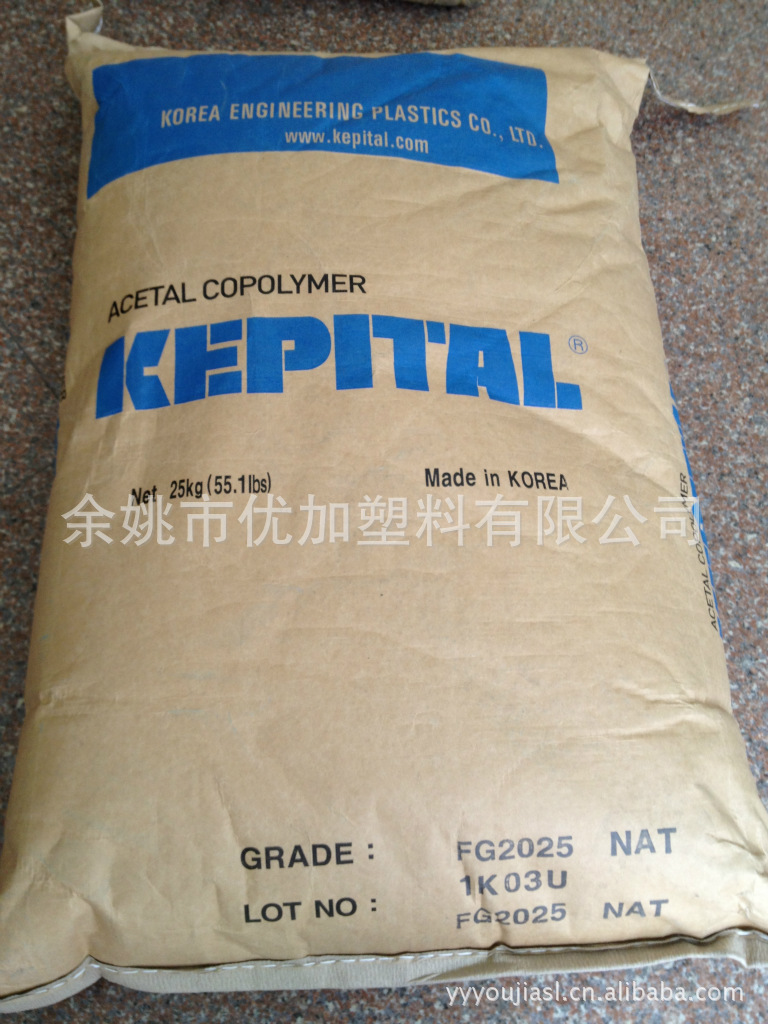 KOREA ENGINEERING PLASTICS CO., LTD.
www.kepital.com
ACETAL COPOLYMER
KEPITAL ®
Net 25kg (55.1lbs) Made in KOREA
余姚市优加塑料有限公司
ACETAL COPOLYMER
GRADE : FG2025 NAT
1K03U
LOT NO : FG2025 NAT
yyyoujiasl.cn.alibaba.com